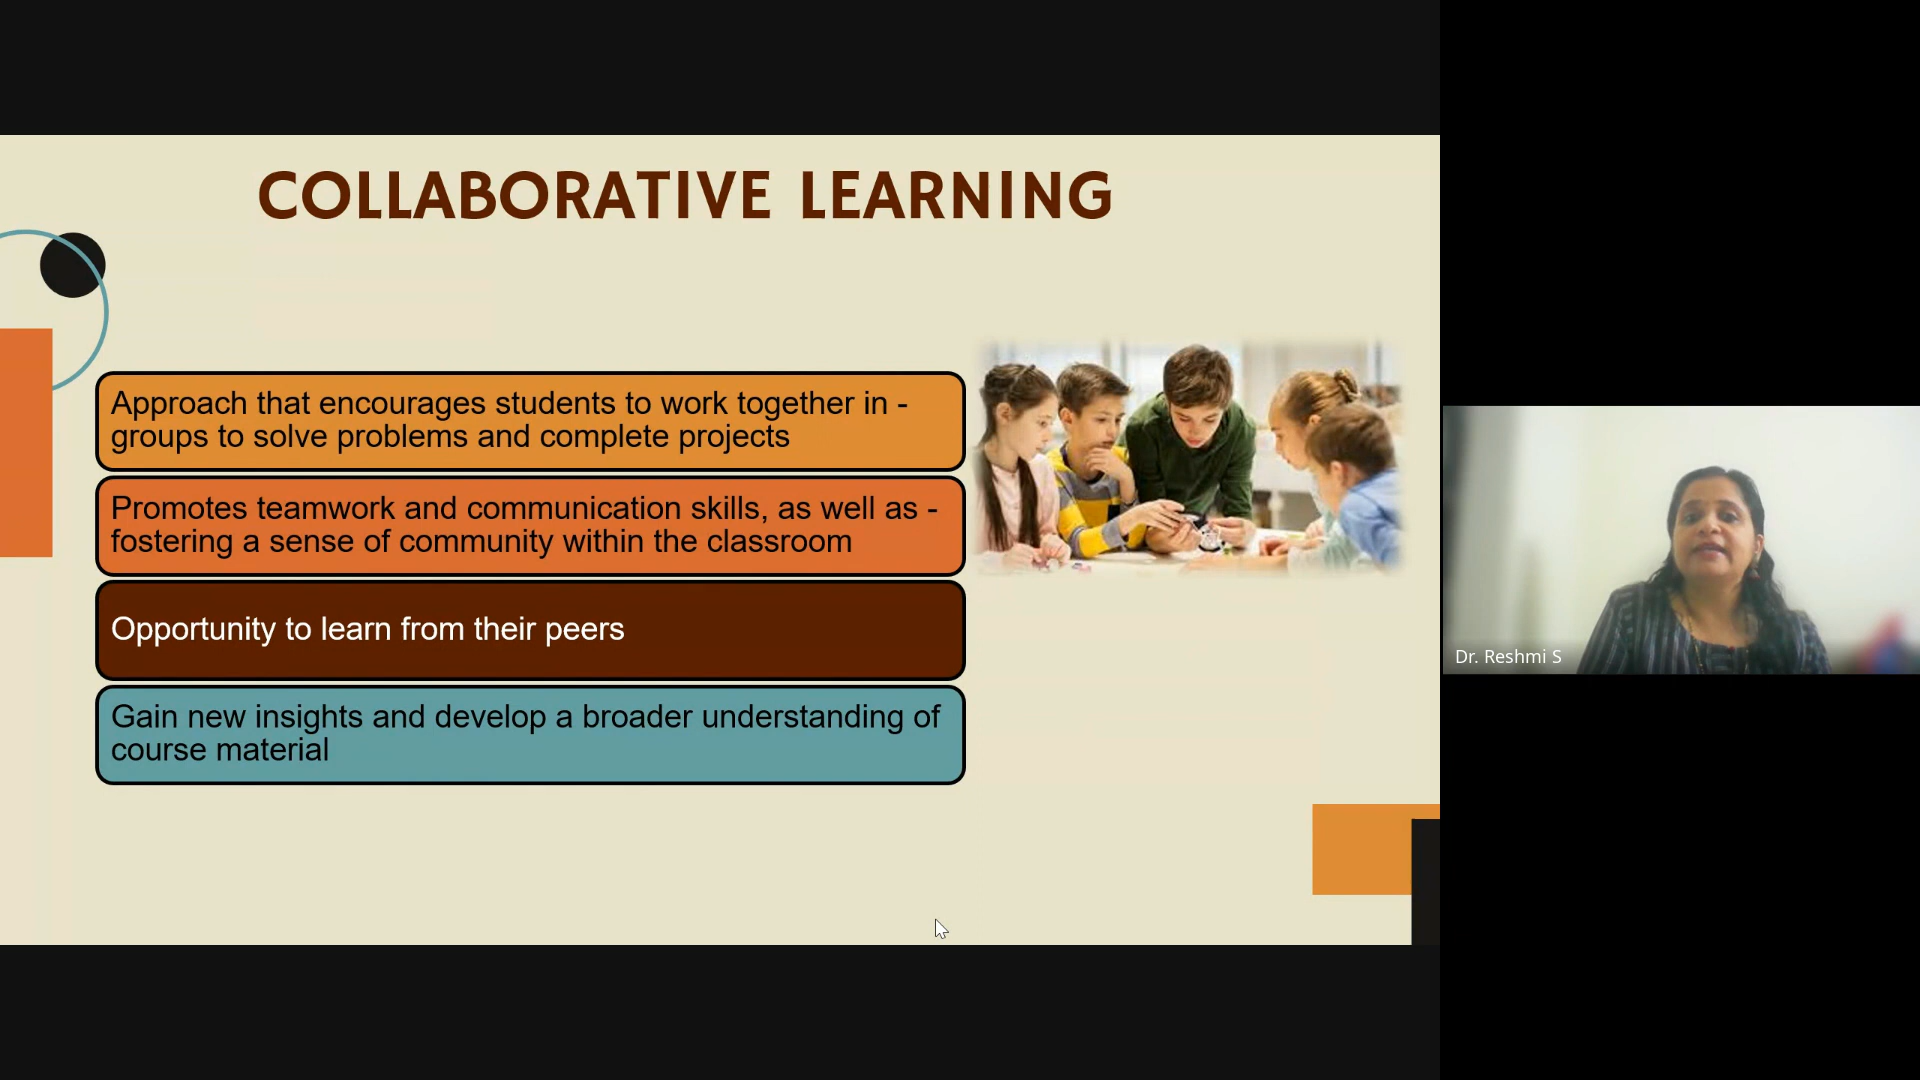 COLLABORATIVE LEARNING
Approach that encourages students to work together in -
groups to solve problems and complete projects
Promotes teamwork and communication skills, as well as -
fostering a sense of community within the classroom
Opportunity to learn from their peers
Gain new insights and develop a broader understanding of
course material
Dr. Reshmi S